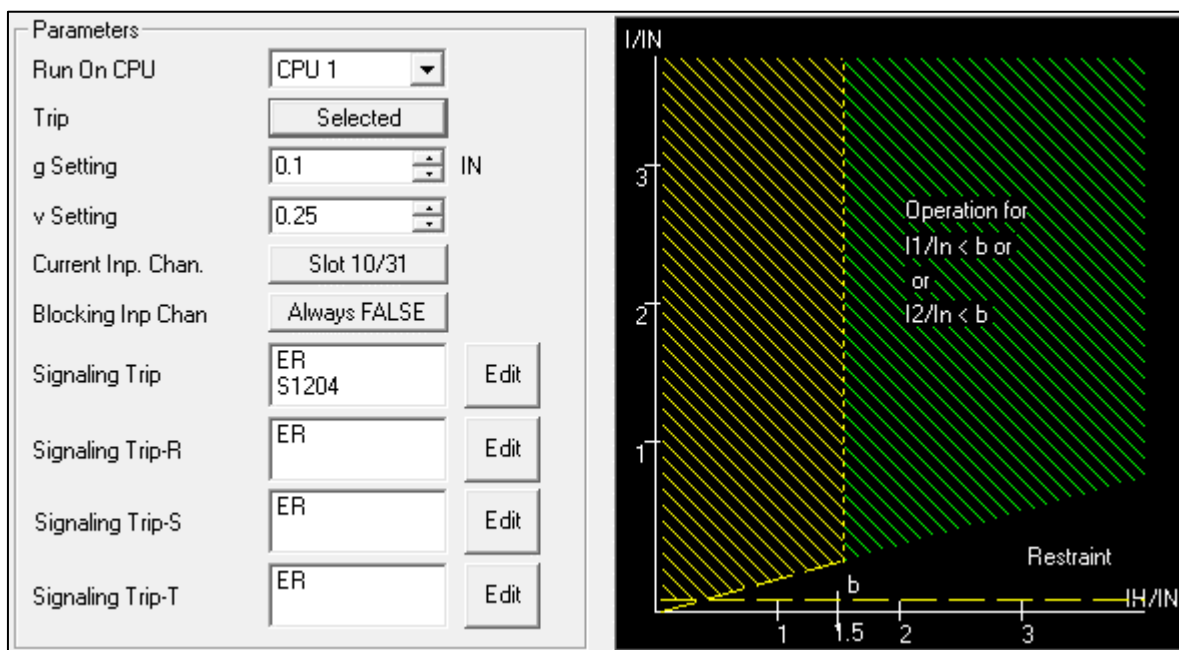 Parameters
Run On CPU CPU 1
Trip Selected
g Setting 0.1 IN
v Setting 0.25
Current Inp. Chan. Slot 10/31
Blocking Inp Chan Always FALSE
Signaling Trip ER Edit
S1204
Signaling Trip-R ER Edit
Signaling Trip-S ER Edit
Signaling Trip-T ER Edit
I/IN
3
Operation for
I1/In < b or
or
2
I2/In < b
1
Restraint
b
IH/IN
1 1.5 2 3